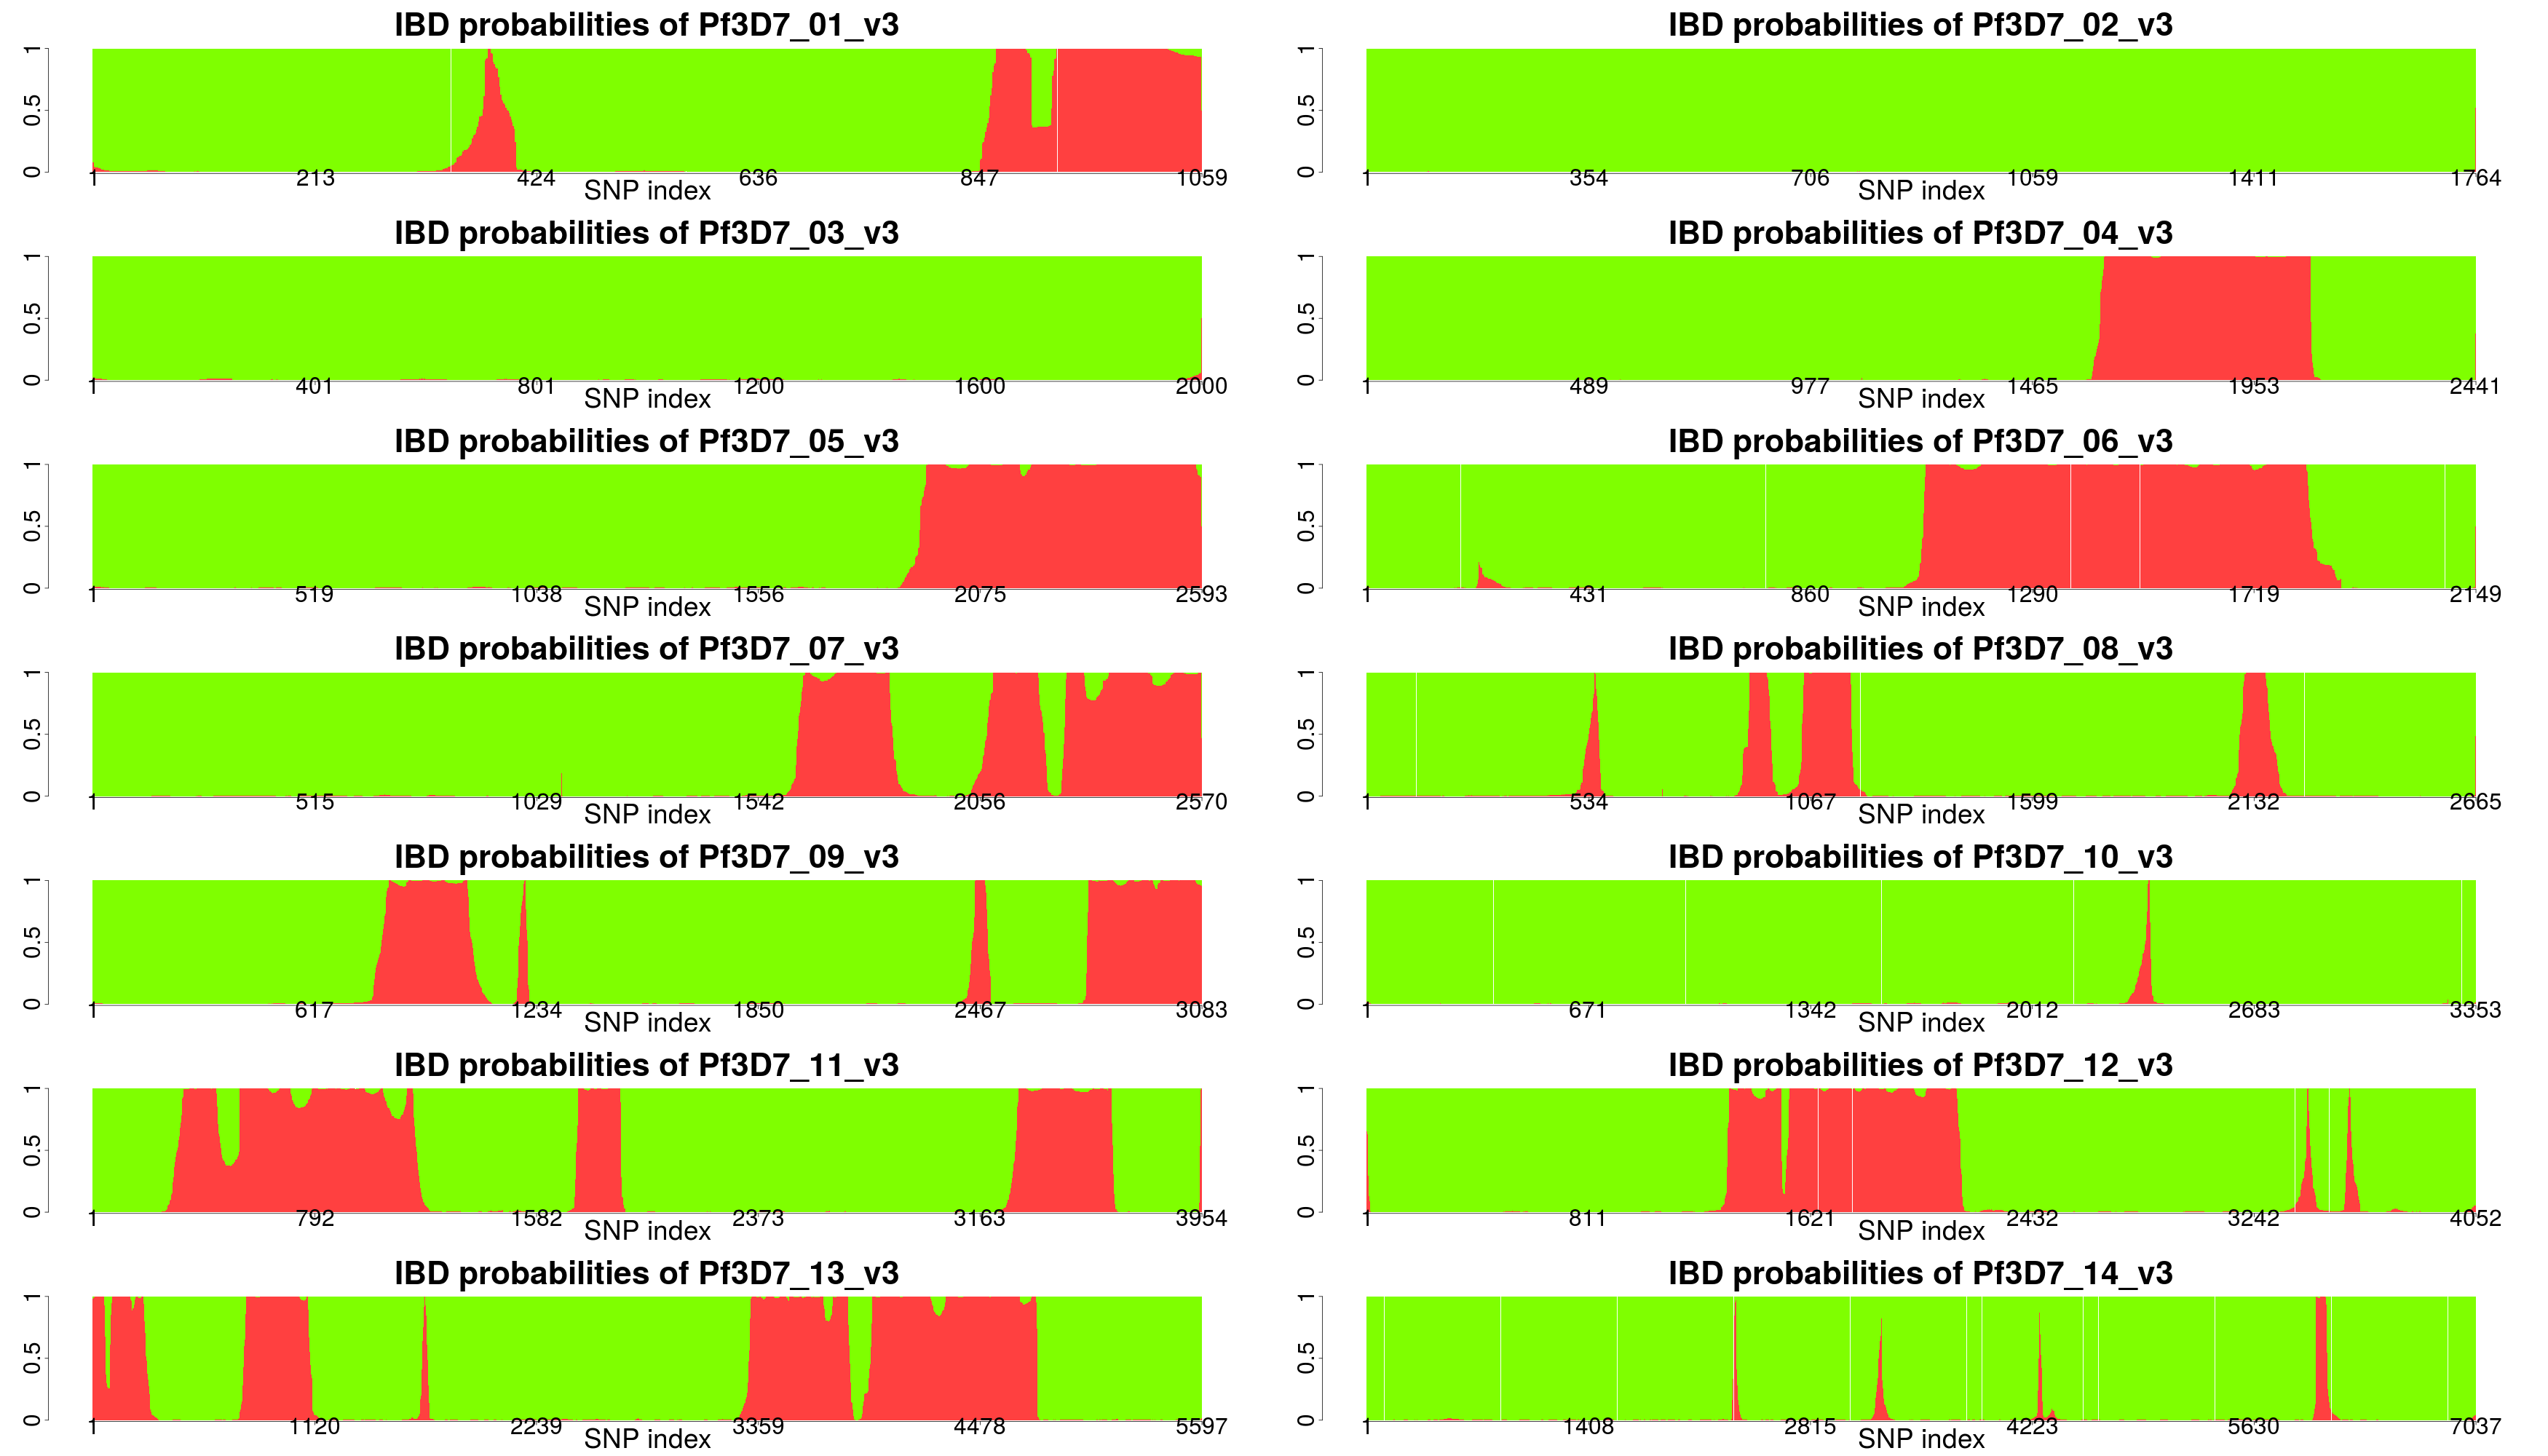 IBD probabilities of Pf3D7_01_v3
0 0.5 1
1 213 424 636 847 1059
SNP index
IBD probabilities of Pf3D7_02_v3
0 0.5 1
1 354 706 1059 1411 1764
SNP index
IBD probabilities of Pf3D7_03_v3
0 0.5 1
1 401 801 1200 1600 2000
SNP index
IBD probabilities of Pf3D7_04_v3
0 0.5 1
1 489 977 1465 1953 2441
SNP index
IBD probabilities of Pf3D7_05_v3
0 0.5 1
1 519 1038 1556 2075 2593
SNP index
IBD probabilities of Pf3D7_06_v3
0 0.5 1
1 431 860 1290 1719 2149
SNP index
IBD probabilities of Pf3D7_07_v3
0 0.5 1
1 515 1029 1542 2056 2570
SNP index
IBD probabilities of Pf3D7_08_v3
0 0.5 1
1 534 1067 1599 2132 2665
SNP index
IBD probabilities of Pf3D7_09_v3
0 0.5 1
1 617 1234 1850 2467 3083
SNP index
IBD probabilities of Pf3D7_10_v3
0 0.5 1
1 671 1342 2012 2683 3353
SNP index
IBD probabilities of Pf3D7_11_v3
0 0.5 1
1 792 1582 2373 3163 3954
SNP index
IBD probabilities of Pf3D7_12_v3
0 0.5 1
1 811 1621 2432 3242 4052
SNP index
IBD probabilities of Pf3D7_13_v3
0 0.5 1
1 1120 2239 3359 4478 5597
SNP index
IBD probabilities of Pf3D7_14_v3
0 0.5 1
1 1408 2815 4223 5630 7037
SNP index